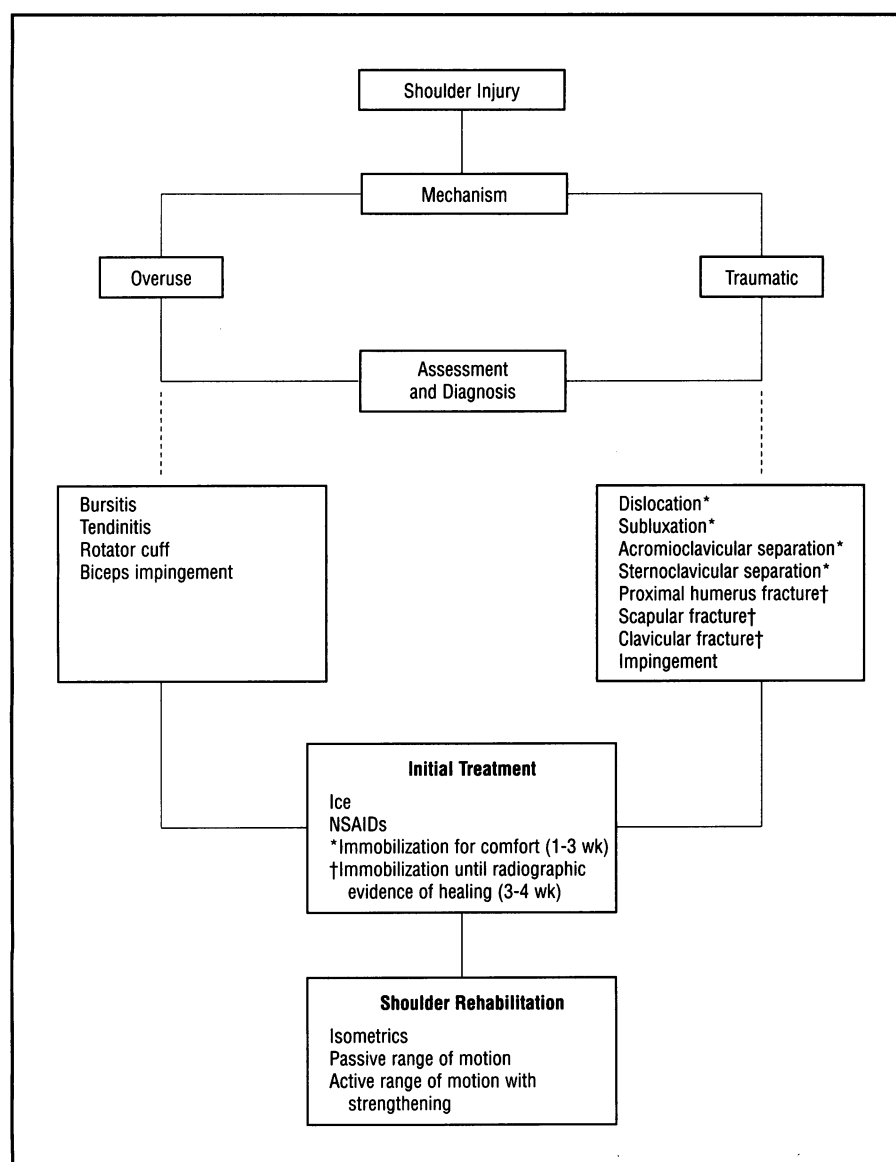 Shoulder Injury
Mechanism
Overuse
Traumatic
Assessment
and Diagnosis
Bursitis
Tendinitis
Rotator cuff
Biceps impingement
Dislocation*
Subluxation*
Acromioclavicular separation*
Sternoclavicular separation*
Proximal humerus fracture†
Scapular fracture†
Clavicular fracture†
Impingement
Initial Treatment
Ice
NSAIDs
*Immobilization for comfort (1-3 wk)
†Immobilization until radiographic
evidence of healing (3-4 wk)
Shoulder Rehabilitation
Isometrics
Passive range of motion
Active range of motion with
strengthening